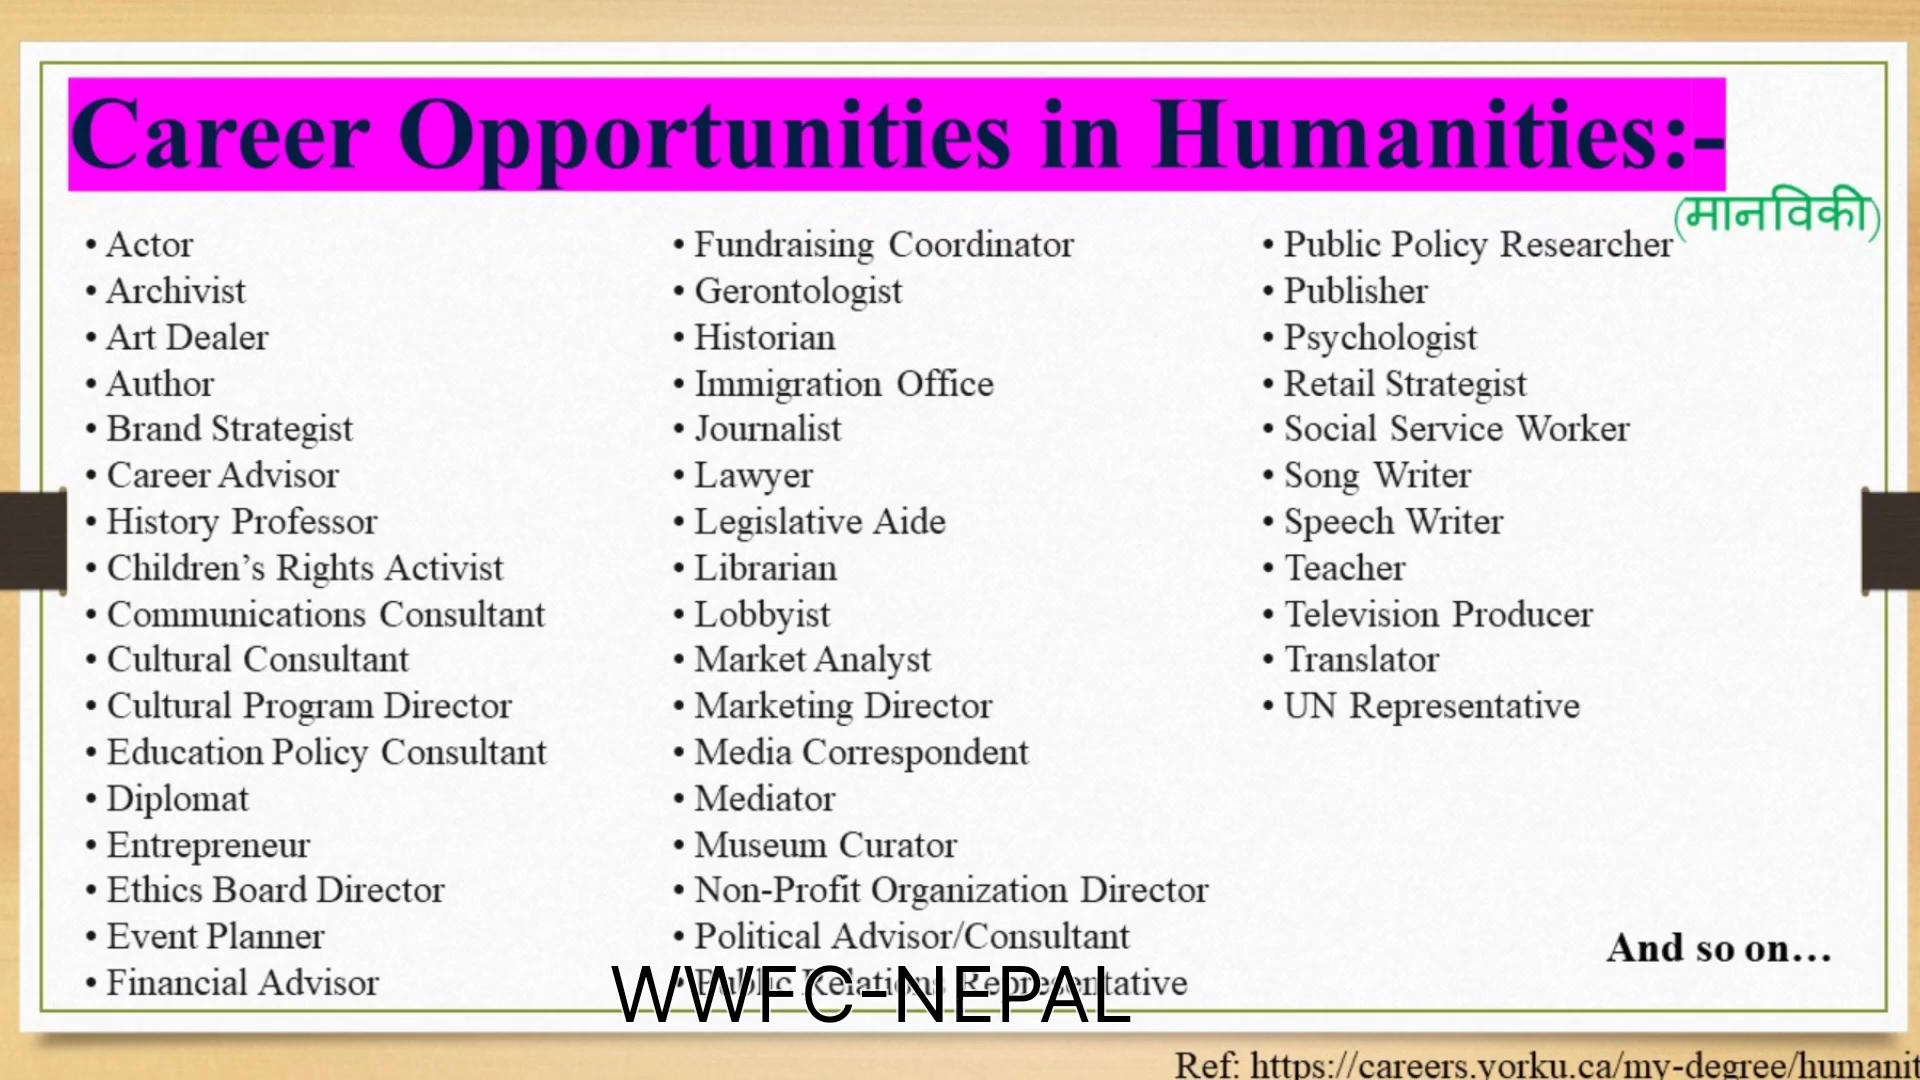 Career Opportunities in Humanities:-
(मानविकी)
• Actor
• Archivist
• Art Dealer
• Author
• Brand Strategist
• Career Advisor
• History Professor
• Children’s Rights Activist
• Communications Consultant
• Cultural Consultant
• Cultural Program Director
• Education Policy Consultant
• Diplomat
• Entrepreneur
• Ethics Board Director
• Event Planner
• Financial Advisor
• Fundraising Coordinator
• Gerontologist
• Historian
• Immigration Office
• Journalist
• Lawyer
• Legislative Aide
• Librarian
• Lobbyist
• Market Analyst
• Marketing Director
• Media Correspondent
• Mediator
• Museum Curator
• Non-Profit Organization Director
• Political Advisor/Consultant
• Public Relations Representative
• Public Policy Researcher
• Publisher
• Psychologist
• Retail Strategist
• Social Service Worker
• Song Writer
• Speech Writer
• Teacher
• Television Producer
• Translator
• UN Representative
And so on…
WWFC-NEPAL
Ref: https://careers.yorku.ca/my-degree/humanit